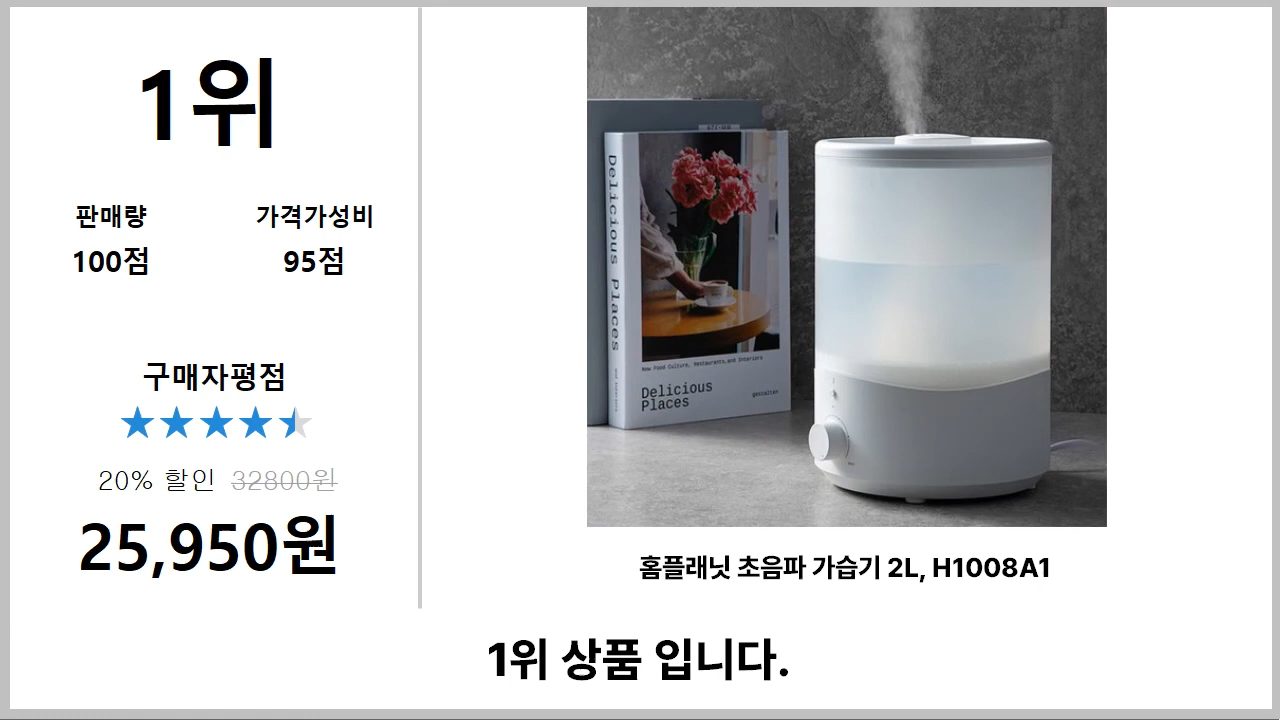 1위
판매량
가격가성비
100점
95점
구매자평점
20% 할인 32800원
25,950원
Delicious Places
New Food Culture, Restaurants, and Interiors
Delicious
Places
gestalten
홈플래닛 초음파 가습기 2L, H1008A1
1위 상품 입니다.